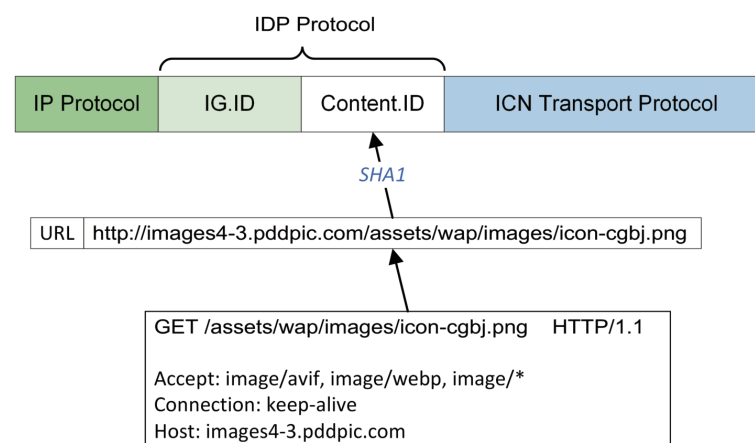 IDP Protocol
IP Protocol IG.ID Content.ID ICN Transport Protocol
SHA1
URL http://images4-3.pddpic.com/assets/wap/images/icon-cgbj.png
GET /assets/wap/images/icon-cgbj.png HTTP/1.1
Accept: image/avif, image/webp, image/*
Connection: keep-alive
Host: images4-3.pddpic.com